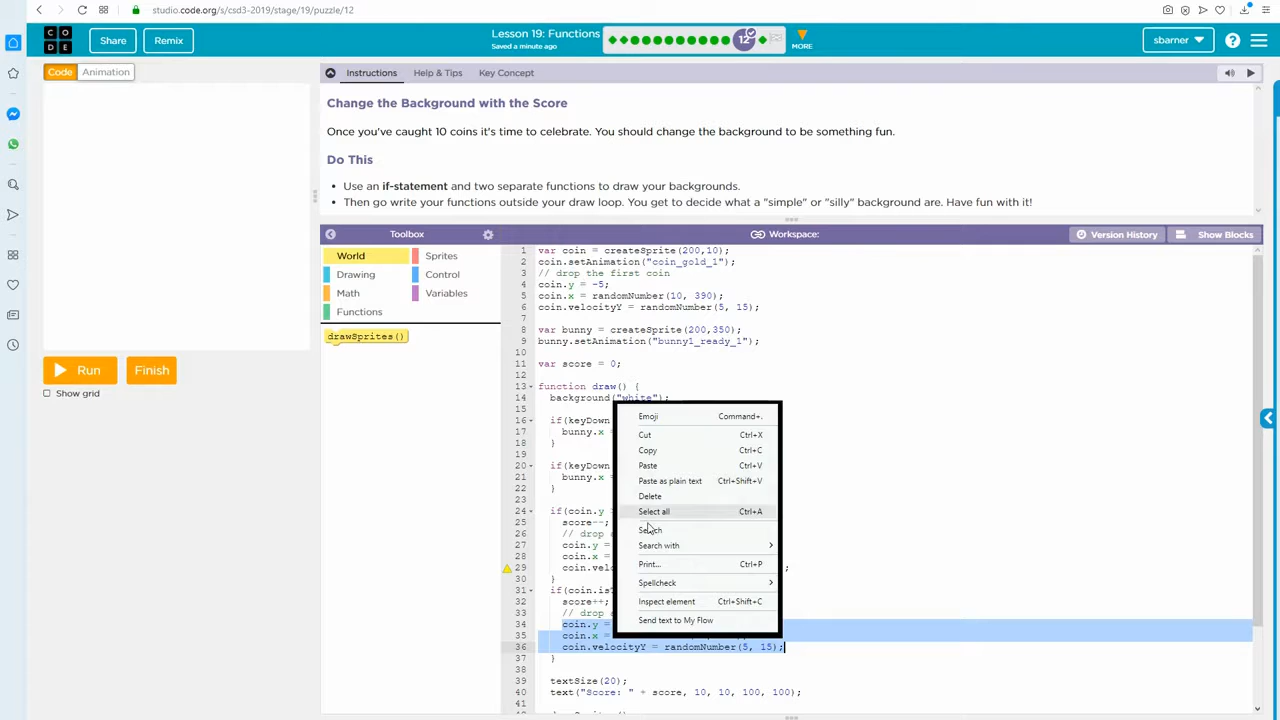 studio.code.org/s/csd3-2019/stage/19/puzzle/12
CO
DE
Share
Remix
Lesson 19: Functions
Saved a minute ago
12
MORE
sbarner
Code
Animation
Instructions
Help & Tips
Key Concept
Change the Background with the Score
Once you've caught 10 coins it's time to celebrate. You should change the background to be something fun.
Do This
Use an if-statement and two separate functions to draw your backgrounds.
Then go write your functions outside your draw loop. You get to decide what a "simple" or "silly" background are. Have fun with it!
Toolbox
Workspace:
Version History
Show Blocks
World
Sprites
Drawing
Control
Math
Variables
Functions
drawSprites()
Run
Finish
Show grid
1 var coin = createSprite(200,10);
2 coin.setAnimation("coin_gold_1");
3 // drop the first coin
4 coin.y = -5;
5 coin.x = randomNumber(10, 390);
6 coin.velocityY = randomNumber(5, 15);
7
8 var bunny = createSprite(200,350);
9 bunny.setAnimation("bunny1_ready_1");
10
11 var score = 0;
12
13 function draw() {
14 background("white");
15
16 if(keyDown
17 bunny.x =
18 }
19
20 if(keyDown
21 bunny.x =
22 }
23
24 if(coin.y
25 score--;
26 // drop
27 coin.y =
28 coin.x =
29 coin.velo ;
30 }
31 if(coin.is
32 score++;
33 // drop
34 coin.y =
35 coin.x =
36 coin.velocityY = randomNumber(5, 15);
37 }
38
39 textSize(20);
40 text("Score: " + score, 10, 10, 100, 100);
41
Emoji Command+.
Cut Ctrl+X
Copy Ctrl+C
Paste Ctrl+V
Paste as plain text Ctrl+Shift+V
Delete
Select all Ctrl+A
Search
Search with
Print... Ctrl+P
Spellcheck
Inspect element Ctrl+Shift+C
Send text to My Flow